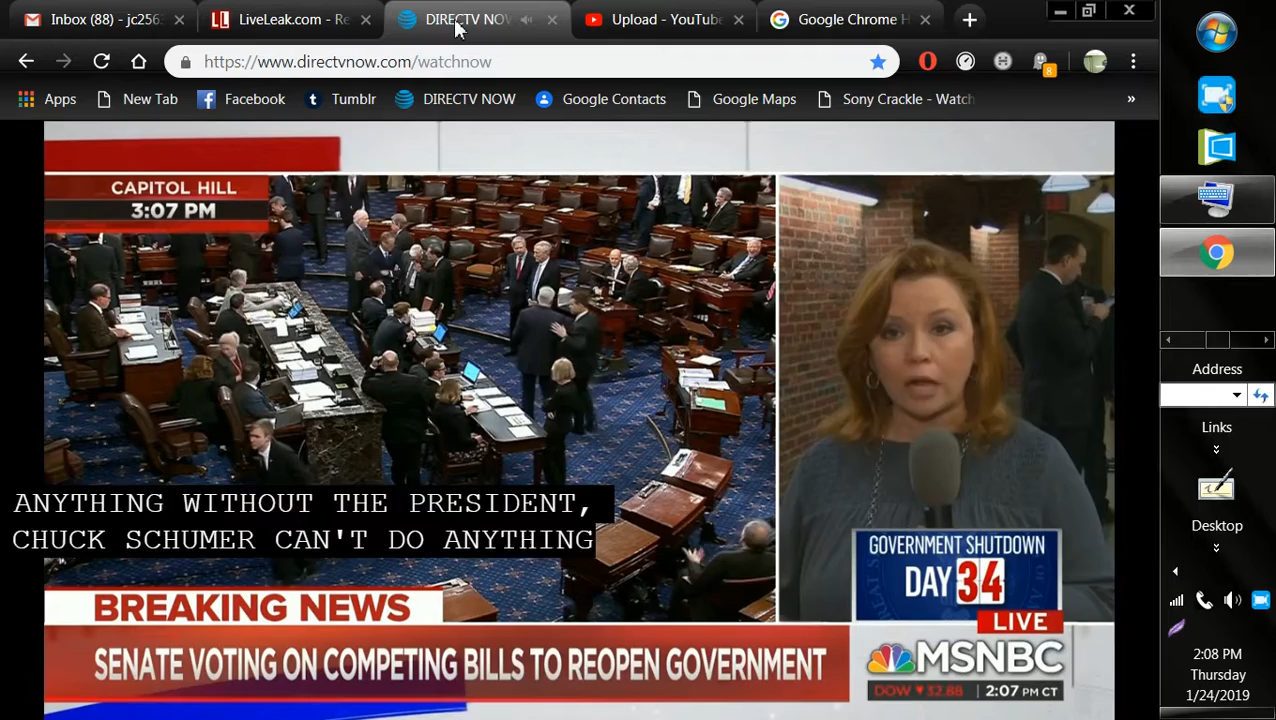 Inbox (88) - jc256
LiveLeak.com - Re
DIRECTV NOW
Upload - YouTube
Google Chrome H
https://www.directvnow.com/watchnow
8
Apps
New Tab
Facebook
Tumblr
DIRECTV NOW
Google Contacts
Google Maps
Sony Crackle - Watch
»
CAPITOL HILL
3:07 PM
ANYTHING WITHOUT THE PRESIDENT,
CHUCK SCHUMER CAN'T DO ANYTHING
GOVERNMENT SHUTDOWN
DAY 34
LIVE
BREAKING NEWS
SENATE VOTING ON COMPETING BILLS TO REOPEN GOVERNMENT
MSNBC
DOW ▼32.88
2:07 PM CT
Address
Links
Desktop
2:08 PM
Thursday
1/24/2019